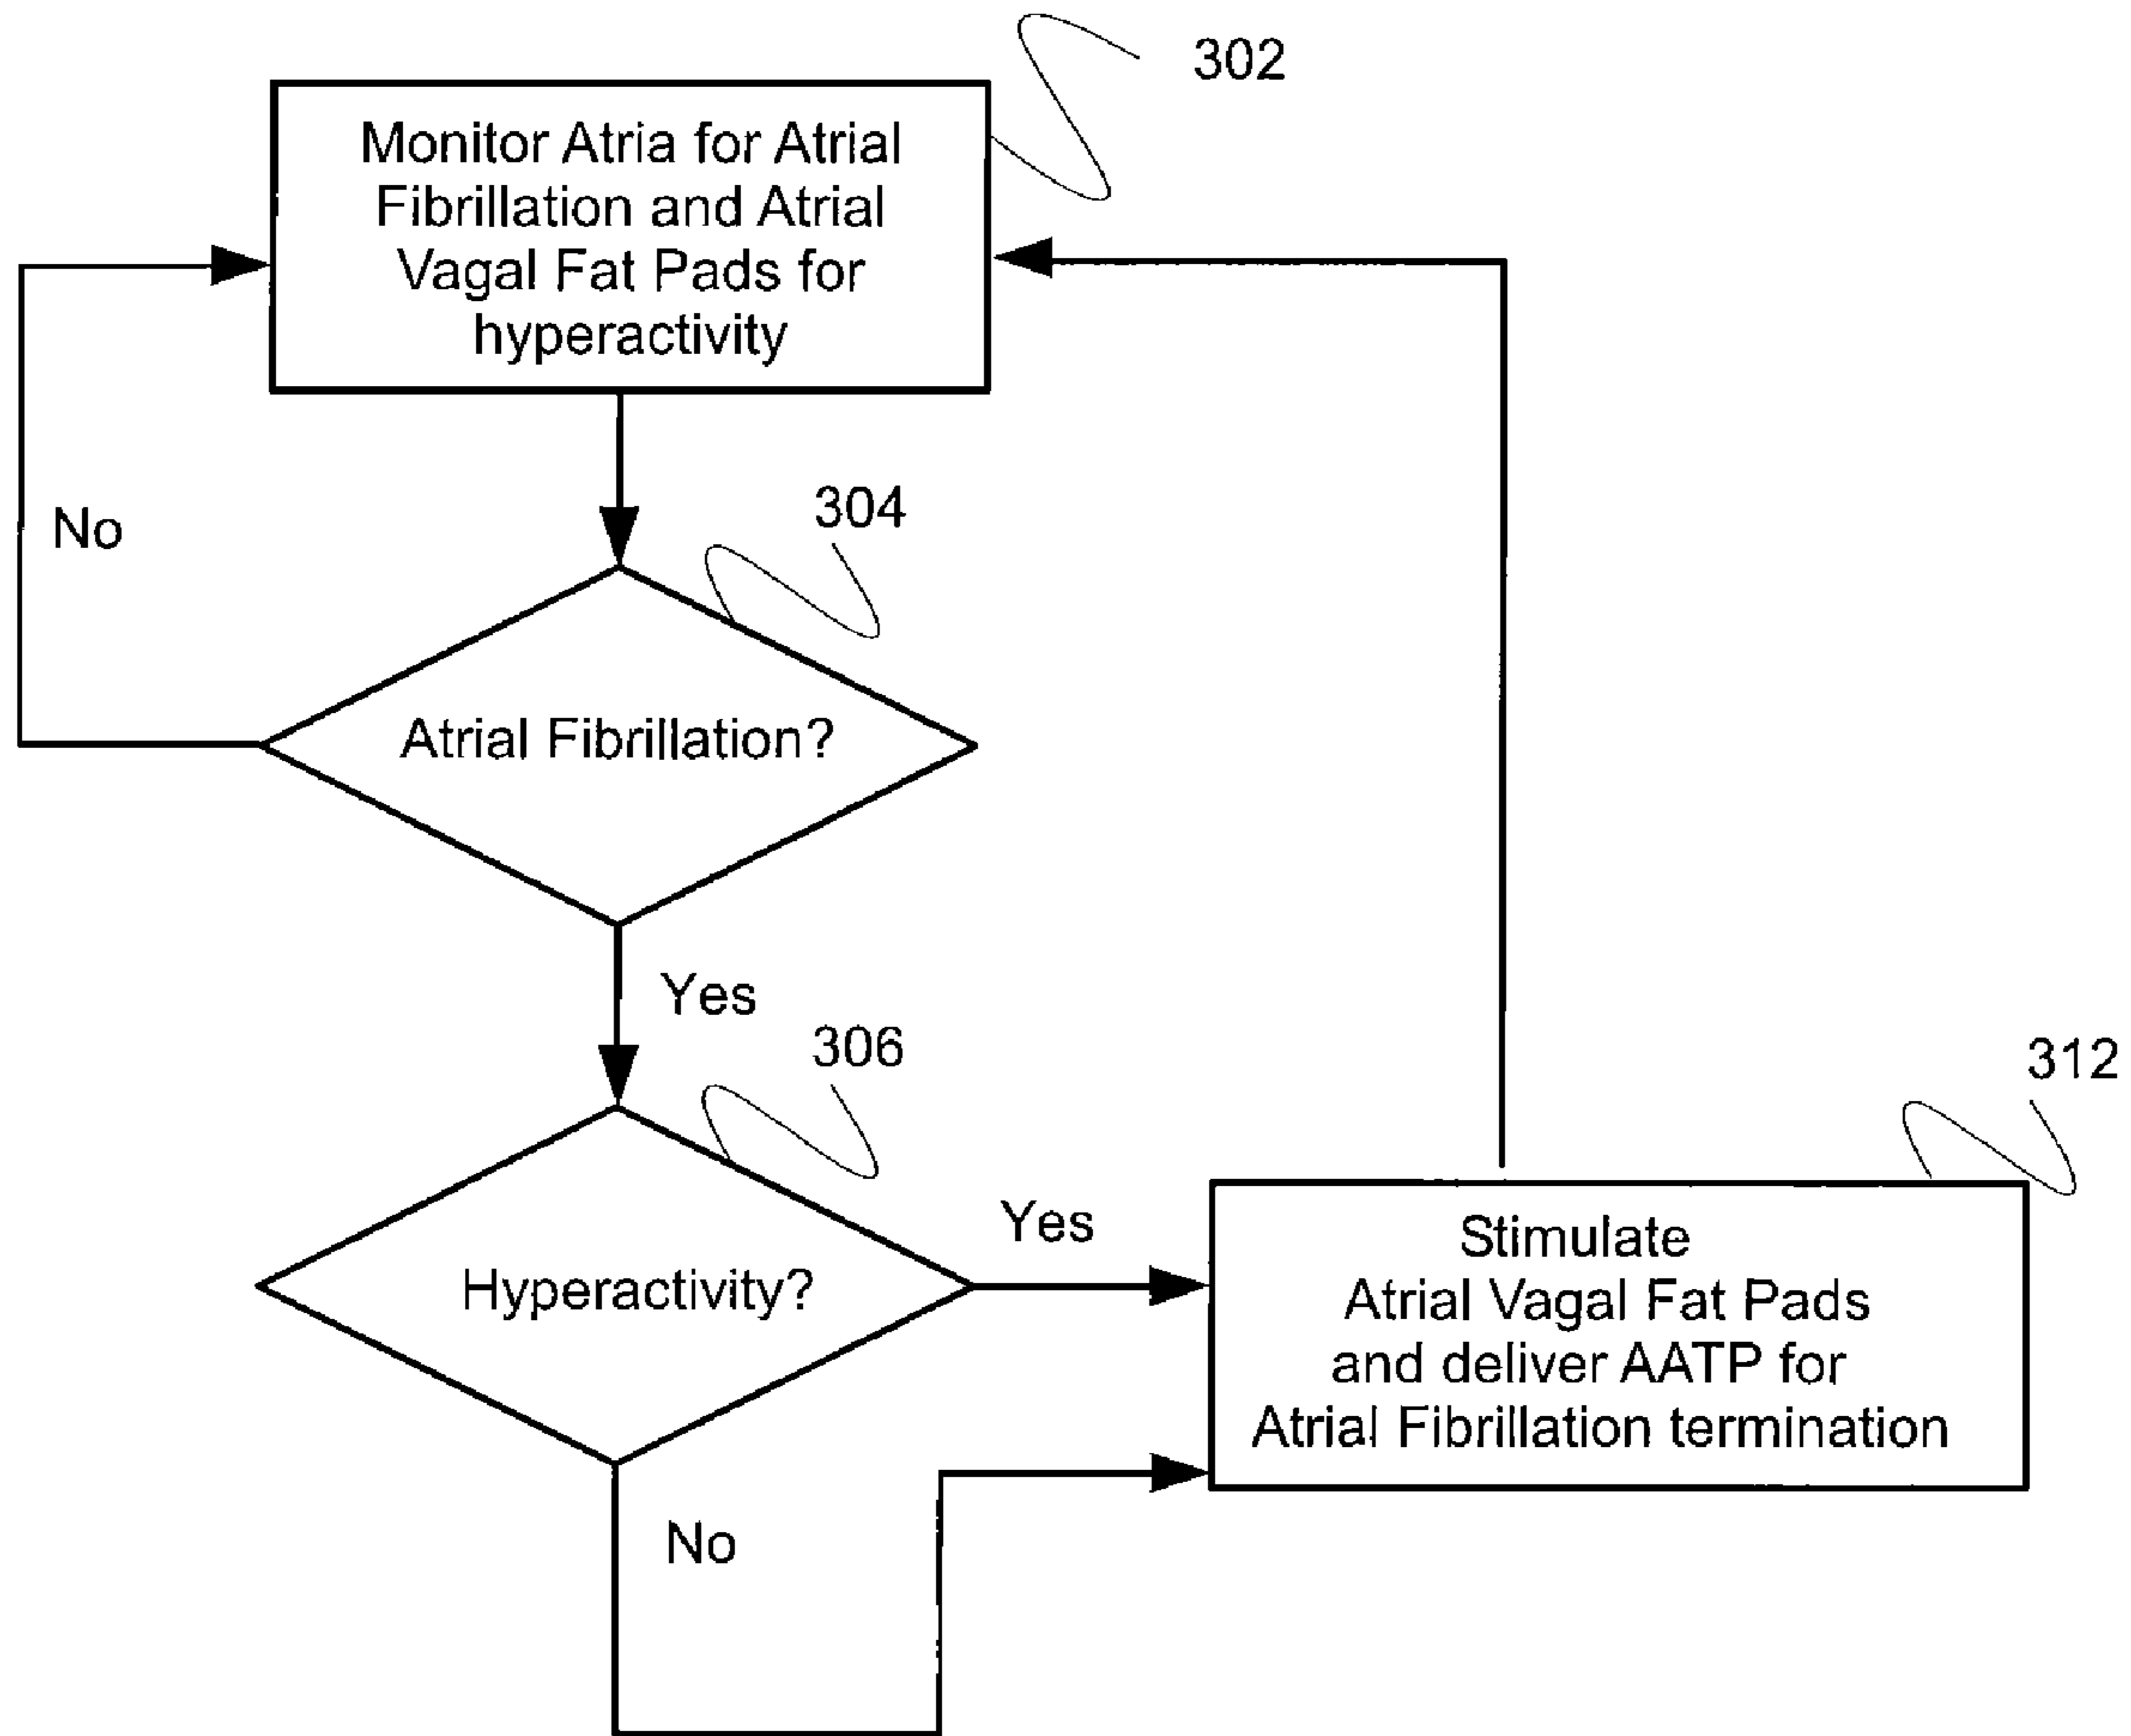 302
Monitor Atria for Atrial
Fibrillation and Atrial
Vagal Fat Pads for
hyperactivity
304
No
Atrial Fibrillation?
Yes
306
312
Hyperactivity?
Yes
Stimulate
Atrial Vagal Fat Pads
and deliver AATP for
Atrial Fibrillation termination
No